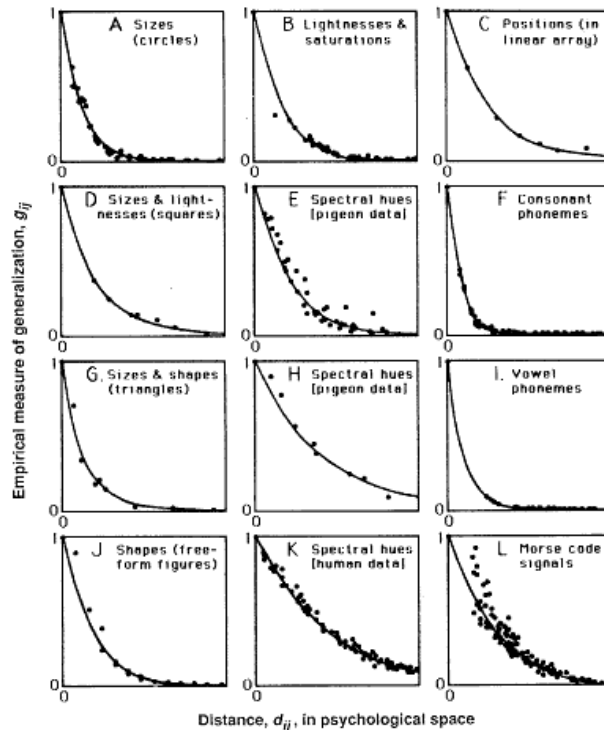 1
A Sizes
(circles)
0
0
1
B Lightnesses &
saturations
0
0
1
C Positions (in
linear array)
0
0
1
D Sizes & light-
nesses (squares)
0
0
1
E Spectral hues
[pigeon data]
0
0
1
F Consonant
phonemes
0
0
1
G. Sizes & shapes
(triangles)
0
0
1
H Spectral hues
[pigeon data]
0
0
1
I. Vowel
phonemes
0
0
1
J Shapes (free-
form figures)
0
0
1
K Spectral hues
[human data]
0
0
1
L Morse code
signals
0
0
Empirical measure of generalization, gij
Distance, dij, in psychological space